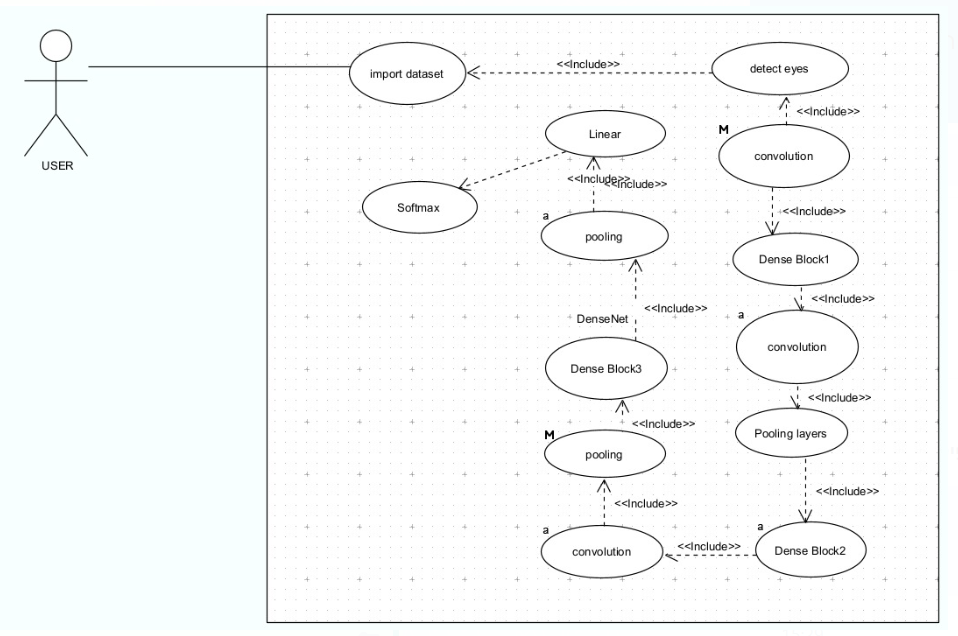 USER
import dataset
<<Include>>
detect eyes
<<Include>>
M
convolution
<<Include>>
Dense Block1
<<Include>>
a
convolution
<<Include>>
Pooling layers
<<Include>>
a
Dense Block2
<<Include>>
a
convolution
<<Include>>
M
pooling
<<Include>>
Dense Block3
DenseNet
<<Include>>
a
pooling
<<Include>>
<<Include>>
Linear
Softmax